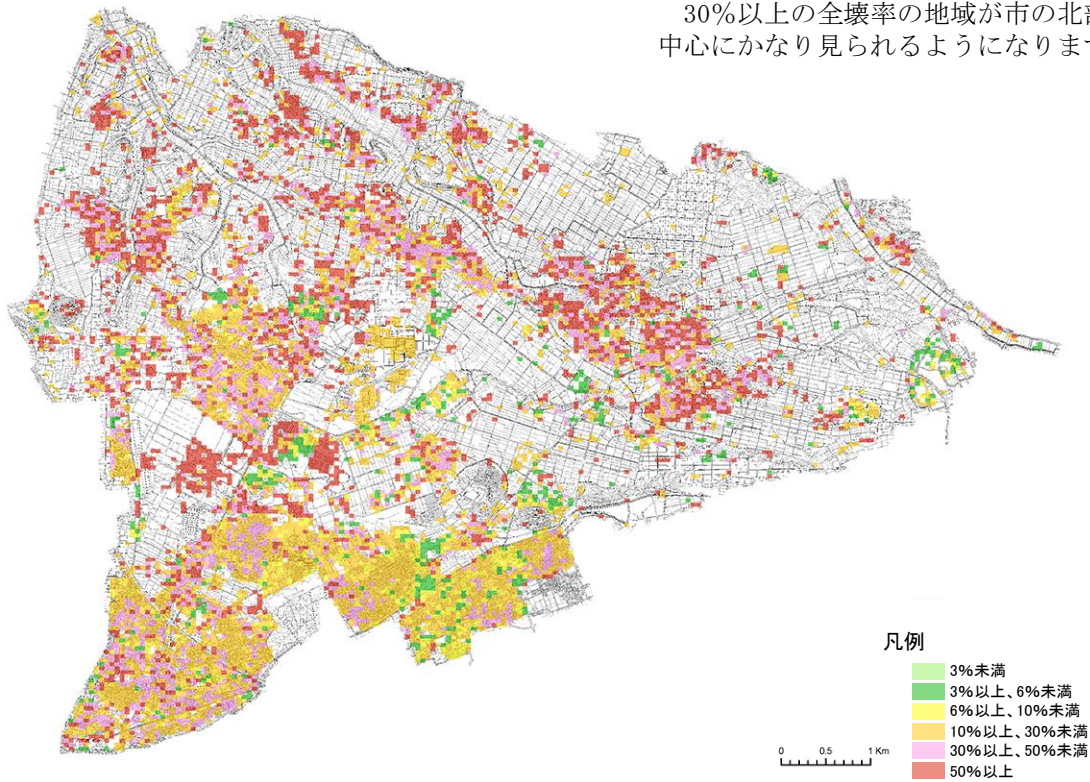 30%以上の全壊率の地域が市の北部
中心にかなり見られるようになりま
凡例
3%未満
3%以上、6%未満
6%以上、10%未満
10%以上、30%未満
30%以上、50%未満
50%以上
0 0.5 1 Km